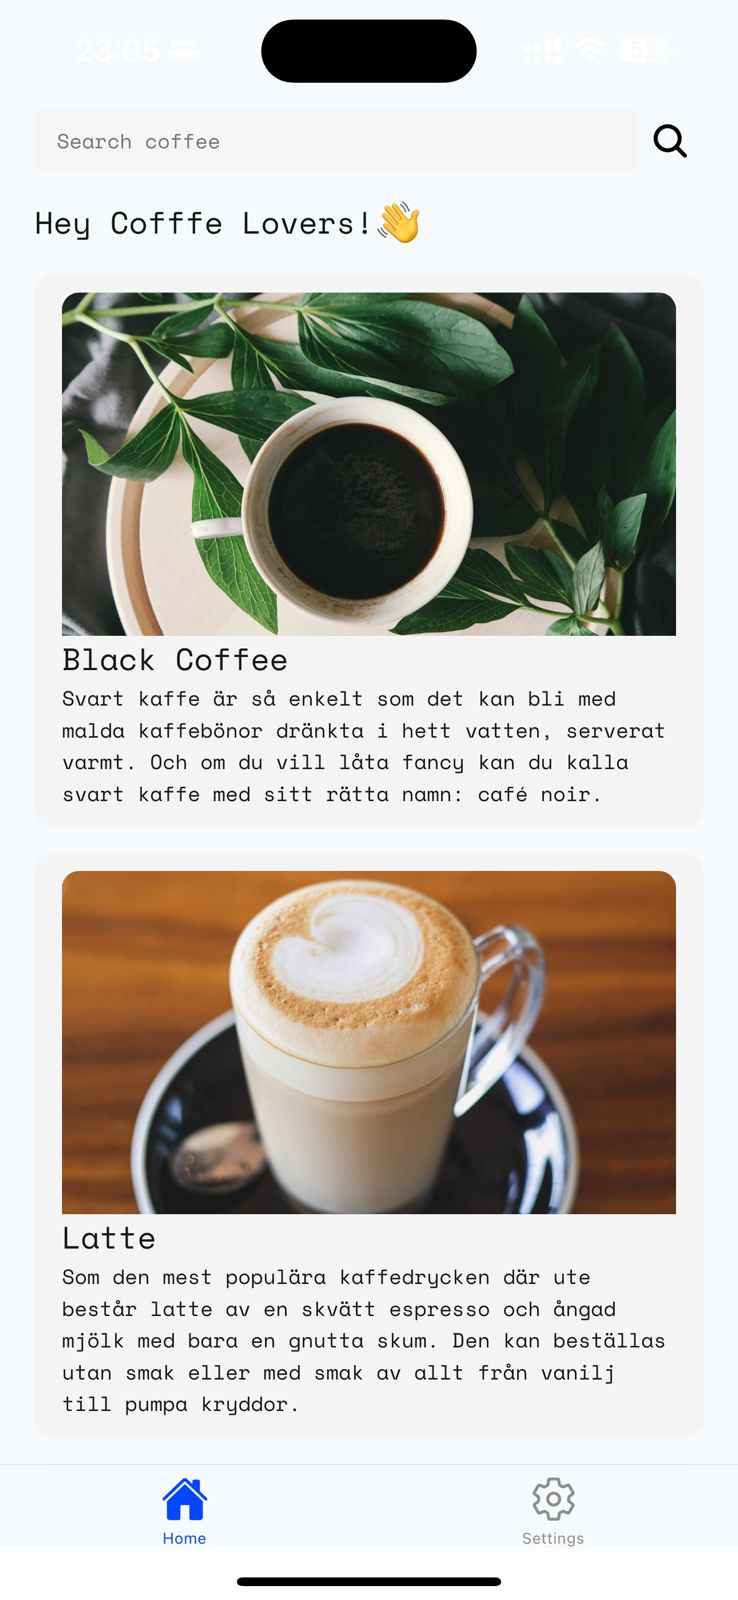 23:05
52
Search coffee
Hey Cofffe Lovers!👋
Black Coffee
Svart kaffe är så enkelt som det kan bli med
malda kaffebönor dränkta i hett vatten, serverat
varmt. Och om du vill låta fancy kan du kalla
svart kaffe med sitt rätta namn: café noir.
Latte
Som den mest populära kaffedrycken där ute
består latte av en skvätt espresso och ångad
mjölk med bara en gnutta skum. Den kan beställas
utan smak eller med smak av allt från vanilj
till pumpa kryddor.
Home
Settings